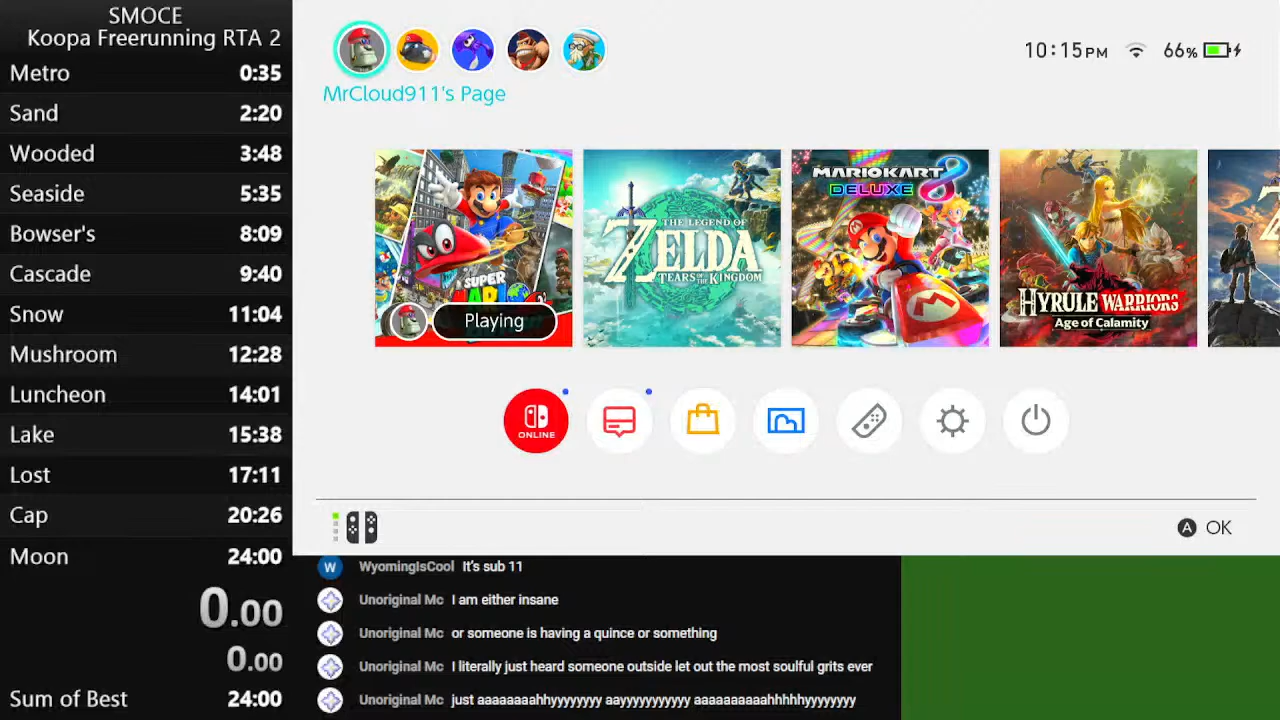 SMOCE
Koopa Freerunning RTA 2
Metro 0:35
Sand 2:20
Wooded 3:48
Seaside 5:35
Bowser's 8:09
Cascade 9:40
Snow 11:04
Mushroom 12:28
Luncheon 14:01
Lake 15:38
Lost 17:11
Cap 20:26
Moon 24:00
0.00
0.00
Sum of Best 24:00
10:15PM 66%
MrCloud911's Page
SUPER
Playing
THE LEGEND OF
ZELDA
TEARS OF THE KINGDOM
MARIOKART 8
DELUXE
HYRULE WARRIORS
Age of Calamity
ONLINE
A OK
W WyomingIsCool It's sub 11
Unoriginal Mc I am either insane
Unoriginal Mc or someone is having a quince or something
Unoriginal Mc I literally just heard someone outside let out the most soulful grits ever
Unoriginal Mc just aaaaaaaahhyyyyyyyy aayyyyyyyyyyy aaaaaaaaaahhhhhyyyyyyyy